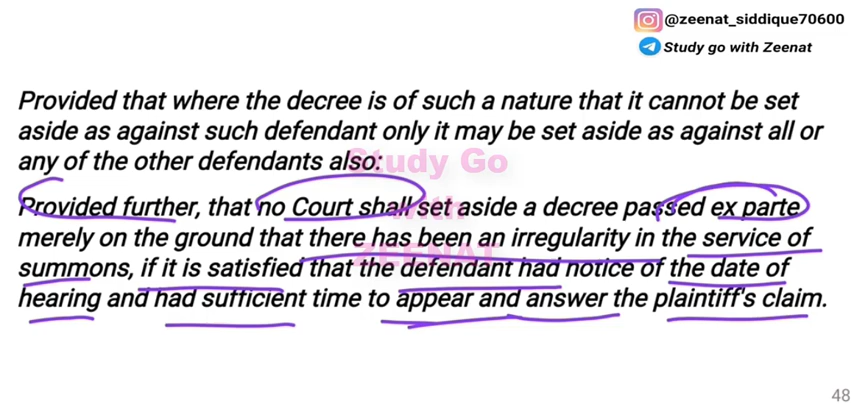 @zeenat_siddique70600
Study go with Zeenat
Provided that where the decree is of such a nature that it cannot be set
aside as against such defendant only it may be set aside as against all or
any of the other defendants also:
Study Go
with
ZEENAT
Provided further, that no Court shall set aside a decree passed ex parte
merely on the ground that there has been an irregularity in the service of
summons, if it is satisfied that the defendant had notice of the date of
hearing and had sufficient time to appear and answer the plaintiff's claim.
48